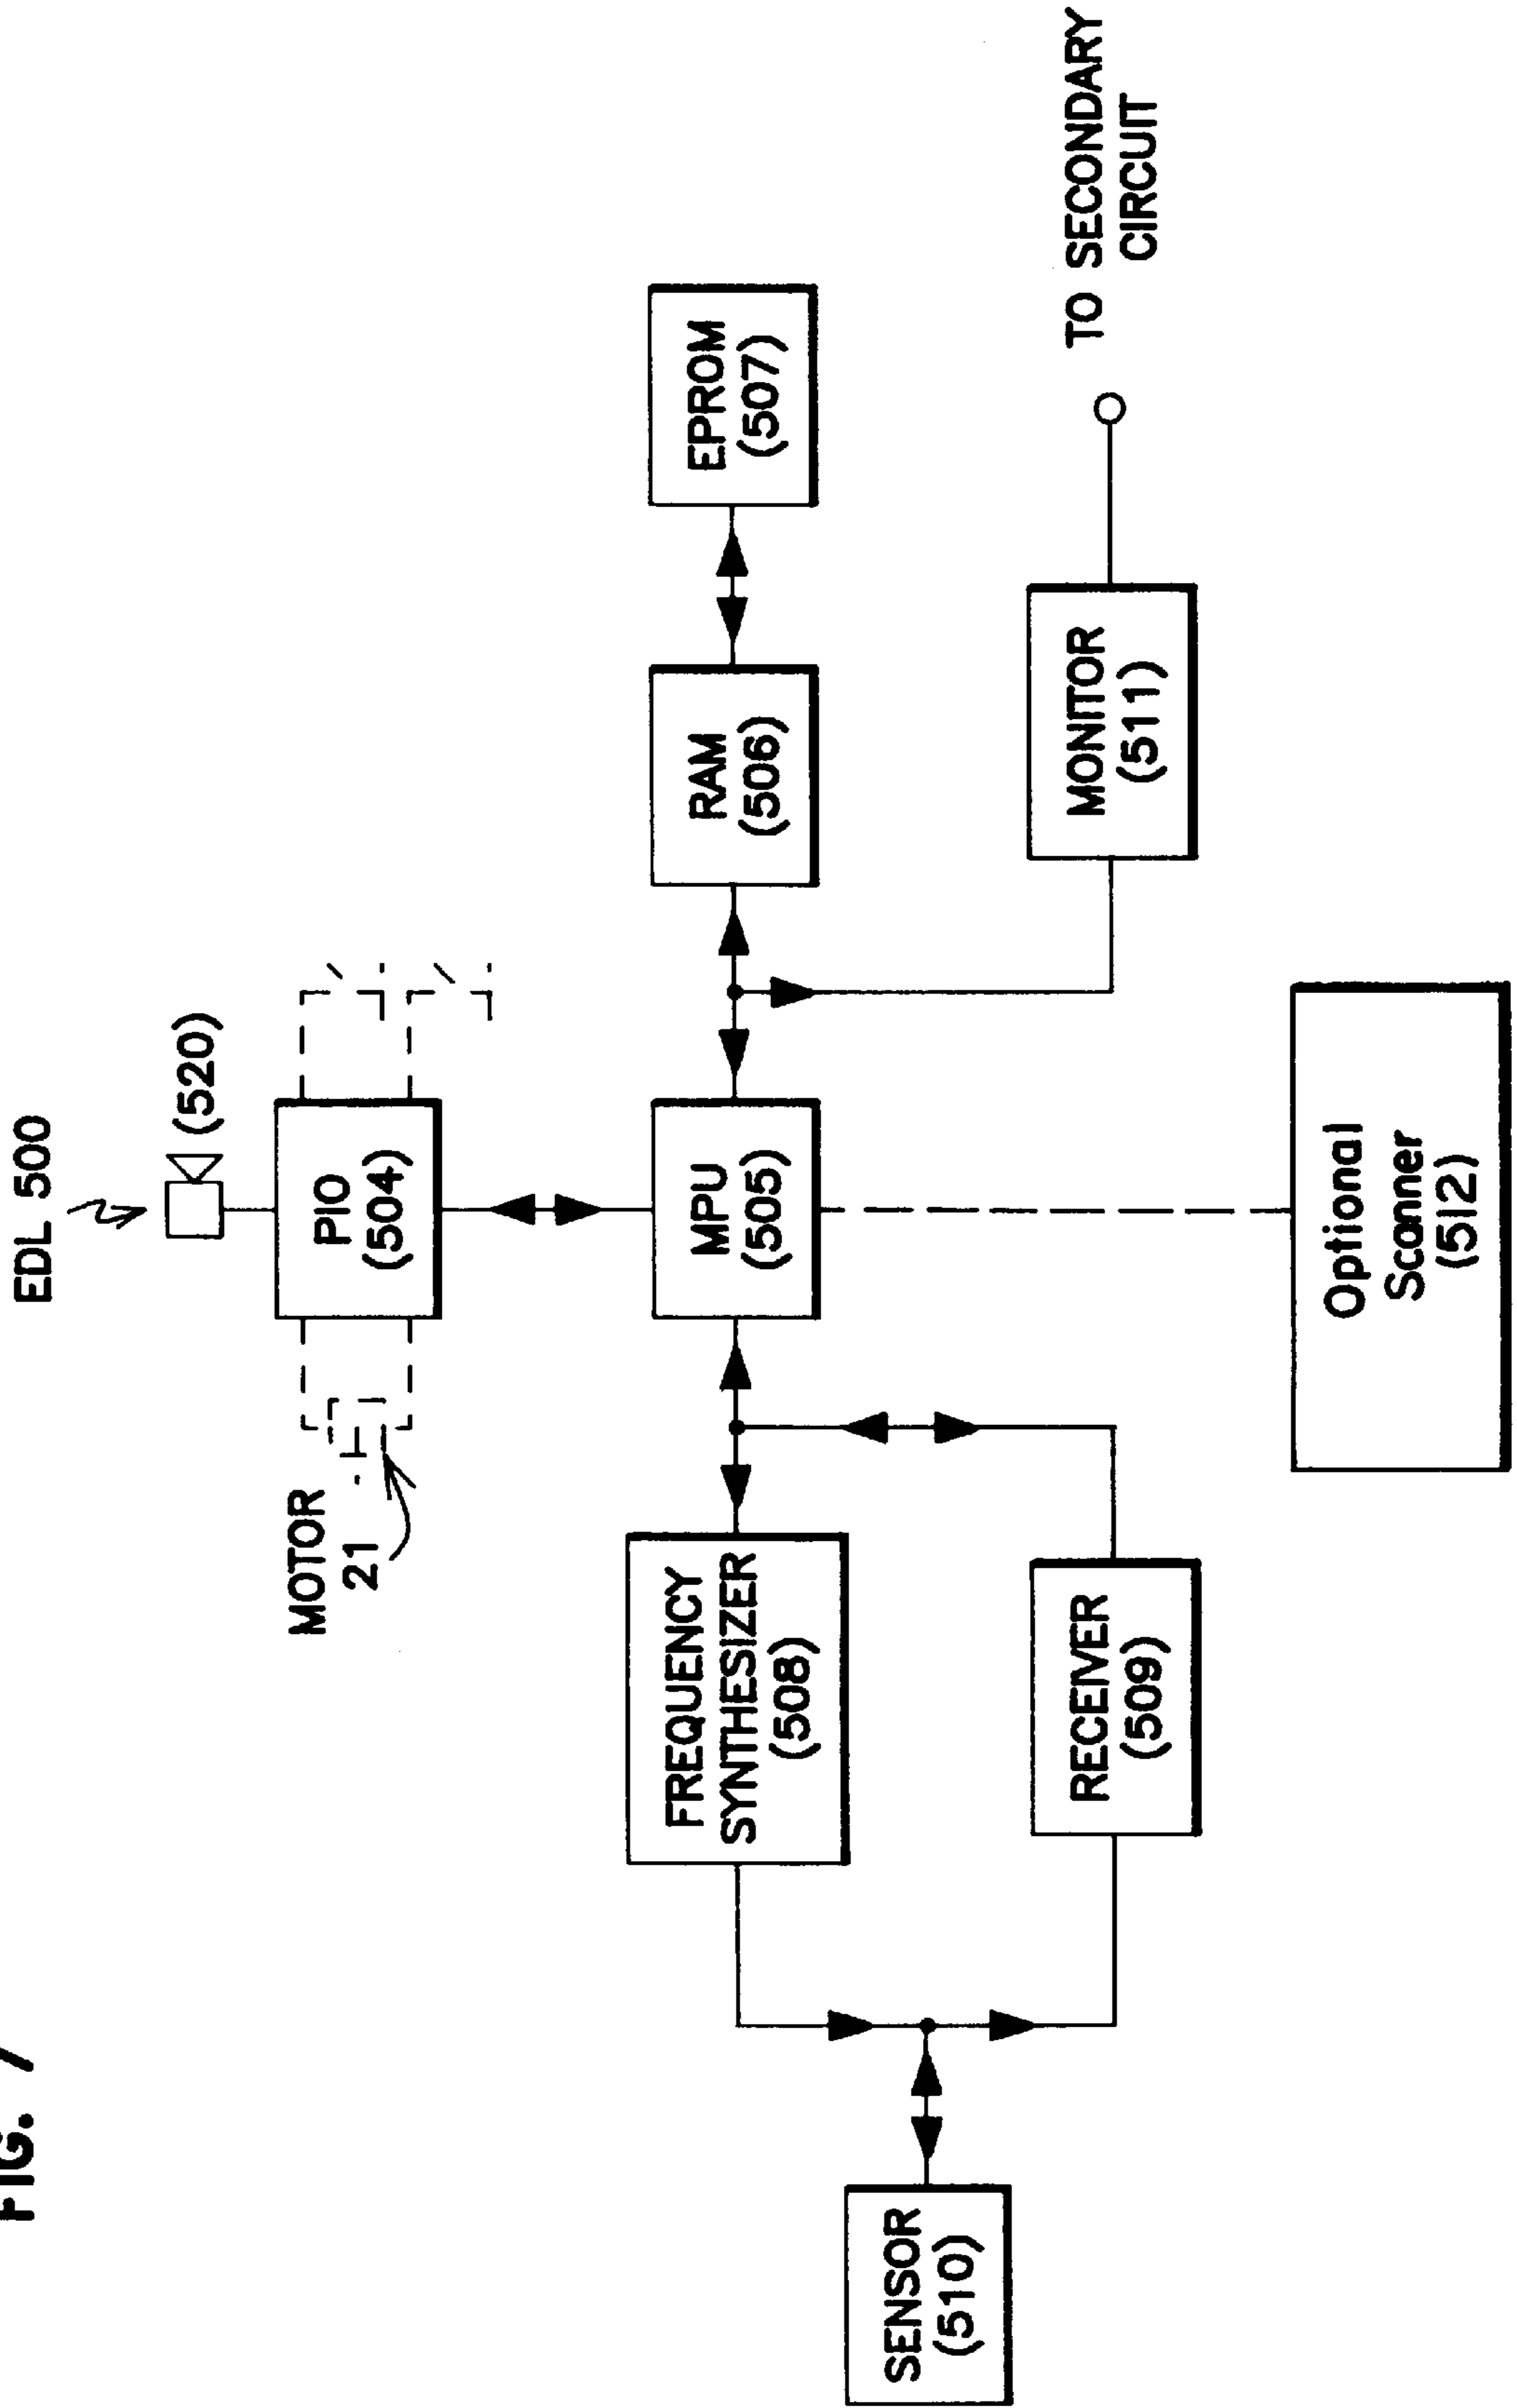 FIG. 7
EDL 500
(520)
MOTOR
21
PIO
(504)
FREQUENCY
SYNTHESIZER
(508)
MPU
(505)
RAM
(506)
EPROM
(507)
SENSOR
(510)
RECEIVER
(509)
MONITOR
(511)
TO SECONDARY
CIRCUIT
Optional
Scanner
(512)